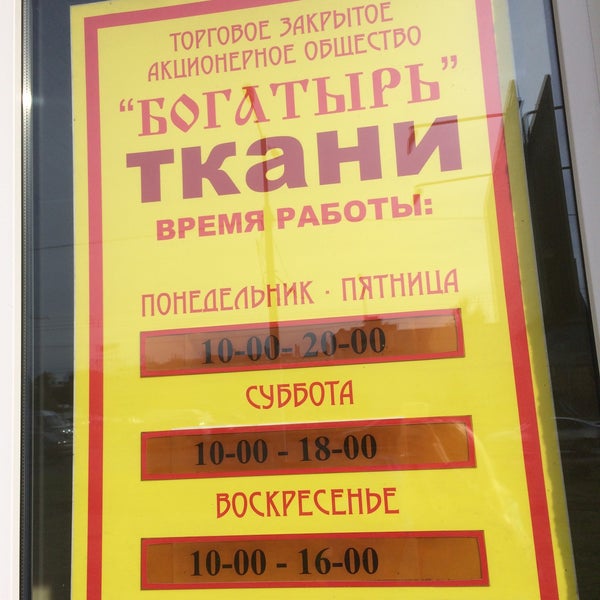 ТОРГОВОЕ ЗАКРЫТОЕ
АКЦИОНЕРНОЕ ОБЩЕСТВО
“БОГАТЫРЬ”
ткани
ВРЕМЯ РАБОТЫ:
ПОНЕДЕЛЬНИК · ПЯТНИЦА
10-00- 20-00
СУББОТА
10-00 - 18-00
ВОСКРЕСЕНЬЕ
10-00 - 16-00